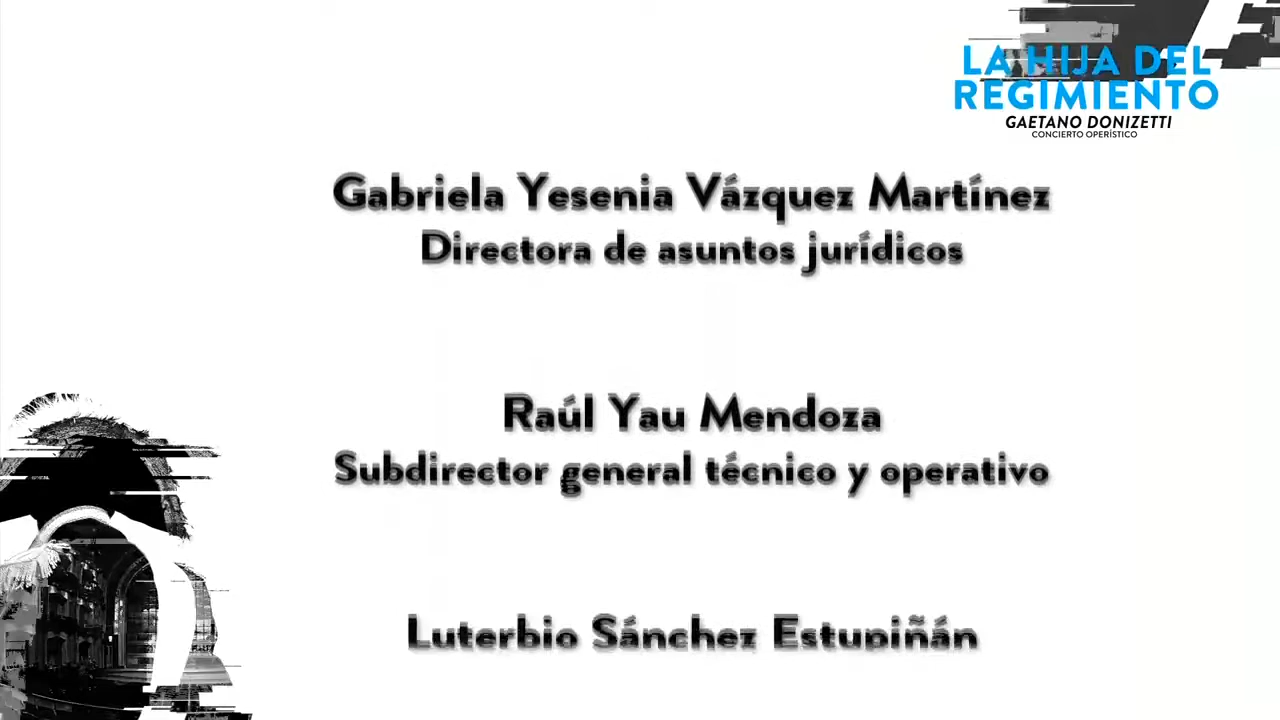 LA HIJA DEL
REGIMIENTO
GAETANO DONIZETTI
CONCIERTO OPERÍSTICO
Gabriela Yesenia Vázquez Martínez
Directora de asuntos jurídicos
Raúl Yau Mendoza
Subdirector general técnico y operativo
Luterbio Sánchez Estupiñán